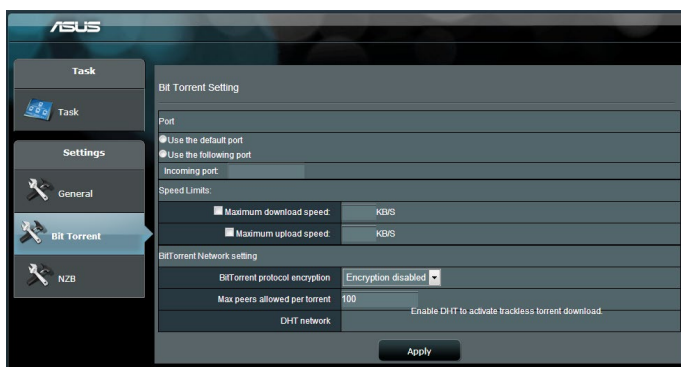 ASUS
Task
Task
Settings
General
Bit Torrent
NZB
Bit Torrent Setting
Port
Use the default port
Use the following port
Incoming port:
Speed Limits:
Maximum download speed: KB/S
Maximum upload speed: KB/S
BitTorrent Network setting
BitTorrent protocol encryption Encryption disabled
Max peers allowed per torrent 100
DHT network Enable DHT to activate trackless torrent download.
Apply